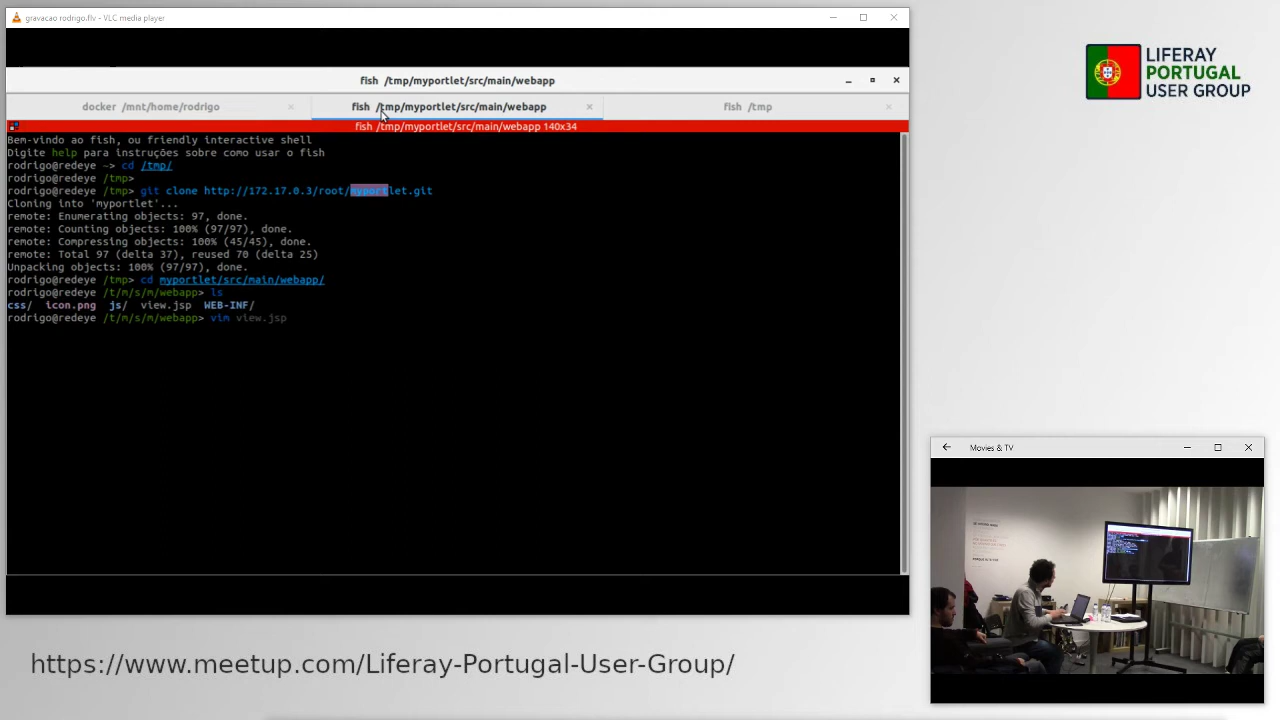 gravacao rodrigo.flv - VLC media player
fish /tmp/myportlet/src/main/webapp
docker /mnt/home/rodrigo
fish /tmp/myportlet/src/main/webapp
fish /tmp
fish /tmp/myportlet/src/main/webapp 140x34
Bem-vindo ao fish, ou friendly interactive shell
Digite help para instruções sobre como usar o fish
rodrigo@redeye ~> cd /tmp/
rodrigo@redeye /tmp>
rodrigo@redeye /tmp> git clone http://172.17.0.3/root/myportlet.git
Cloning into 'myportlet'...
remote: Enumerating objects: 97, done.
remote: Counting objects: 100% (97/97), done.
remote: Compressing objects: 100% (45/45), done.
remote: Total 97 (delta 37), reused 70 (delta 25)
Unpacking objects: 100% (97/97), done.
rodrigo@redeye /tmp> cd myportlet/src/main/webapp/
rodrigo@redeye /t/m/s/m/webapp> ls
css/ icon.png js/ view.jsp WEB-INF/
rodrigo@redeye /t/m/s/m/webapp> vim view.jsp
LIFERAY
PORTUGAL
USER GROUP
Movies & TV
https://www.meetup.com/Liferay-Portugal-User-Group/